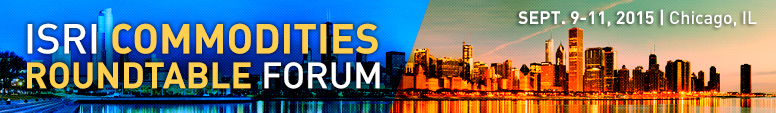 ISRI COMMODITIES
ROUNDTABLE FORUM
SEPT. 9-11, 2015 | Chicago, IL